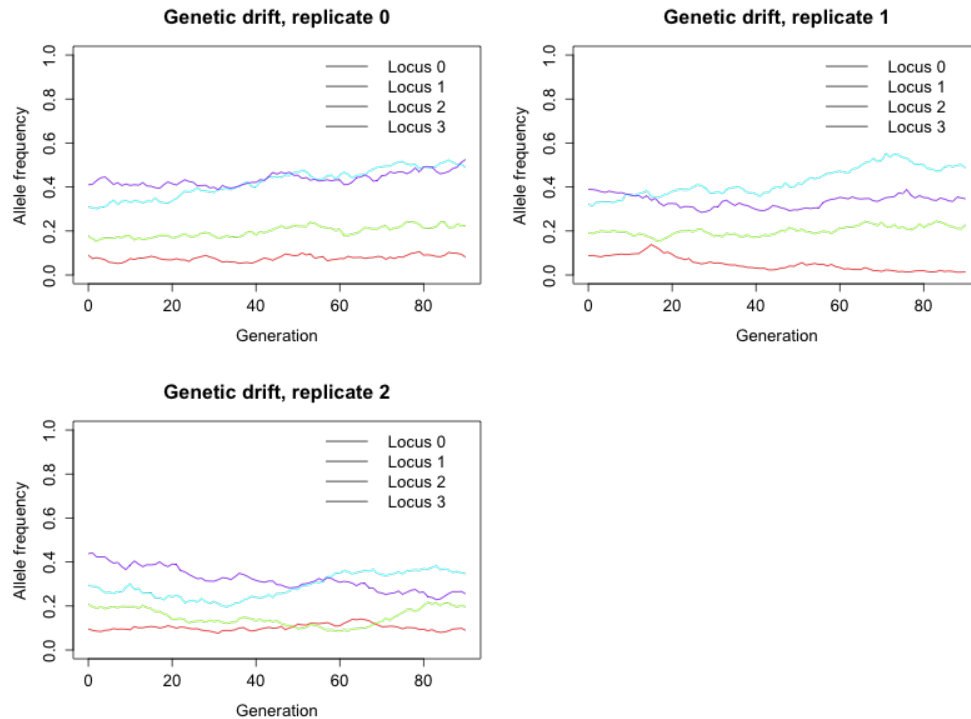 Genetic drift, replicate 0
Allele frequency
1.0
0.8
0.6
0.4
0.2
0.0
Locus 0
Locus 1
Locus 2
Locus 3
0 20 40 60 80
Generation
Genetic drift, replicate 1
Allele frequency
1.0
0.8
0.6
0.4
0.2
0.0
Locus 0
Locus 1
Locus 2
Locus 3
0 20 40 60 80
Generation
Genetic drift, replicate 2
Allele frequency
1.0
0.8
0.6
0.4
0.2
0.0
Locus 0
Locus 1
Locus 2
Locus 3
0 20 40 60 80
Generation